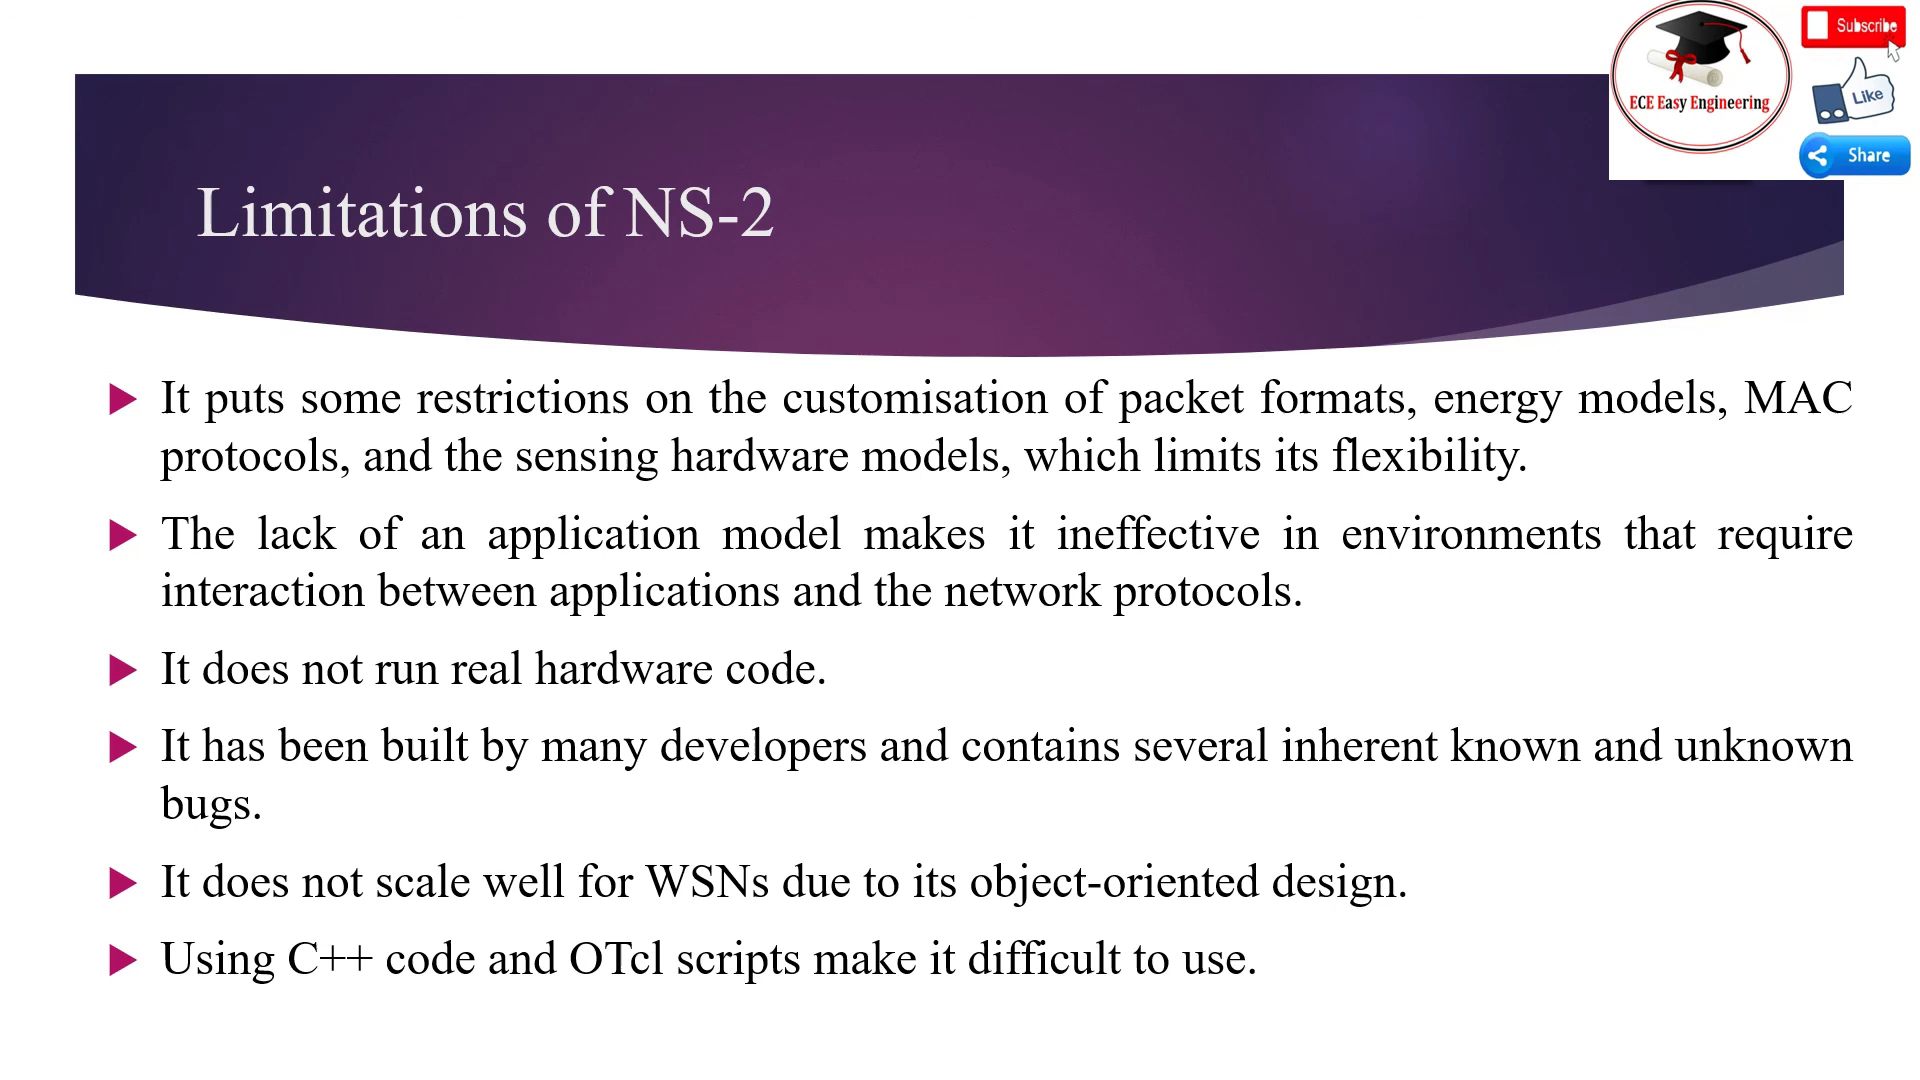 Subscribe
Like
ECE Easy Engineering
Share
Limitations of NS-2
It puts some restrictions on the customisation of packet formats, energy models, MAC
protocols, and the sensing hardware models, which limits its flexibility.
The lack of an application model makes it ineffective in environments that require
interaction between applications and the network protocols.
It does not run real hardware code.
It has been built by many developers and contains several inherent known and unknown
bugs.
It does not scale well for WSNs due to its object-oriented design.
Using C++ code and OTcl scripts make it difficult to use.